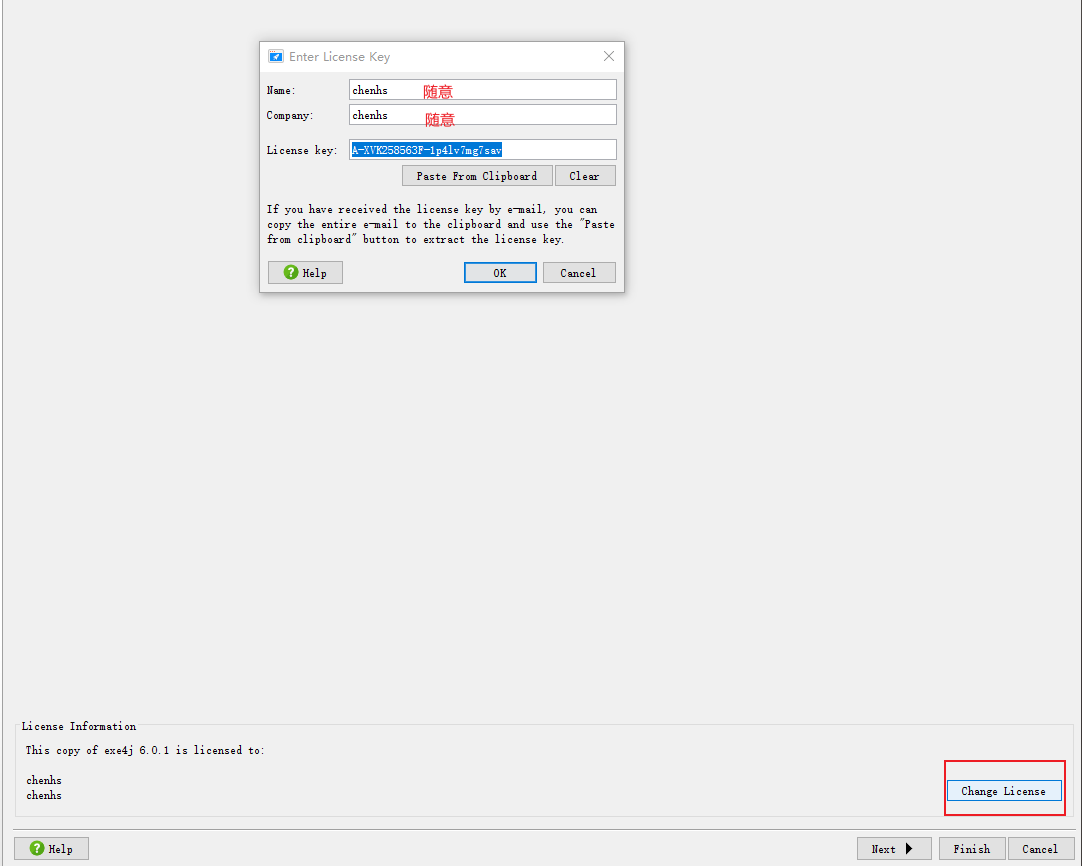 Enter License Key
Name: chenhs 随意
Company: chenhs 随意
License key: A-XVK258563F-1p4lv7mg7sav
Paste From Clipboard Clear
If you have received the license key by e-mail, you can
copy the entire e-mail to the clipboard and use the "Paste
from clipboard" button to extract the license key.
Help OK Cancel
License Information
This copy of exe4j 6.0.1 is licensed to:
chenhs
chenhs
Change License
Help Next Finish Cancel